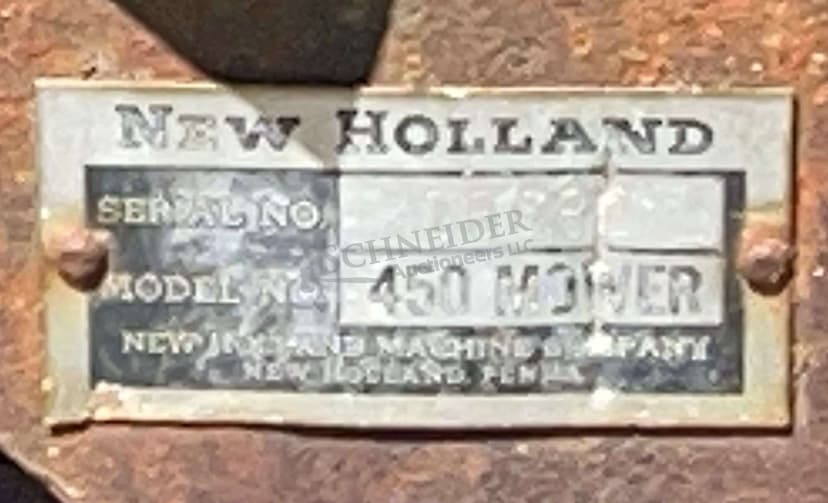 NEW HOLLAND
SERIAL NO.
SCHNEIDER
Auctioneers LLC
MODEL NO. 450 MOWER
NEW HOLLAND MACHINE COMPANY
NEW HOLLAND, PENNA.